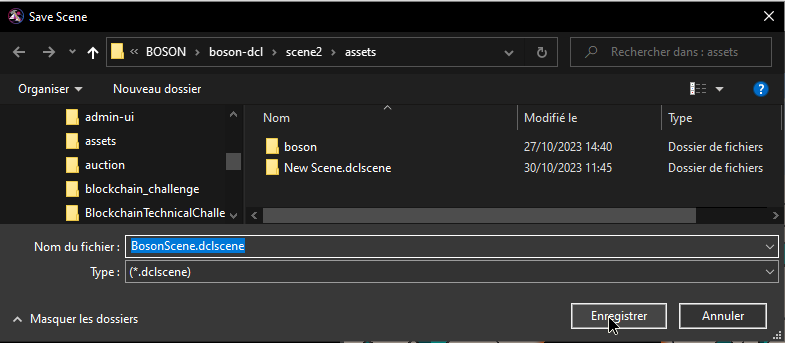 Save Scene
« BOSON > boson-dcl > scene2 > assets
Rechercher dans : assets
Organiser
Nouveau dossier
admin-ui
assets
auction
blockchain_challenge
BlockchainTechnicalChalle
Nom Modifié le Type
boson 27/10/2023 14:40 Dossier de fichiers
New Scene.dclscene 30/10/2023 11:45 Dossier de fichiers
Nom du fichier : BosonScene.dclscene
Type : (*.dclscene)
Masquer les dossiers
Enregistrer
Annuler